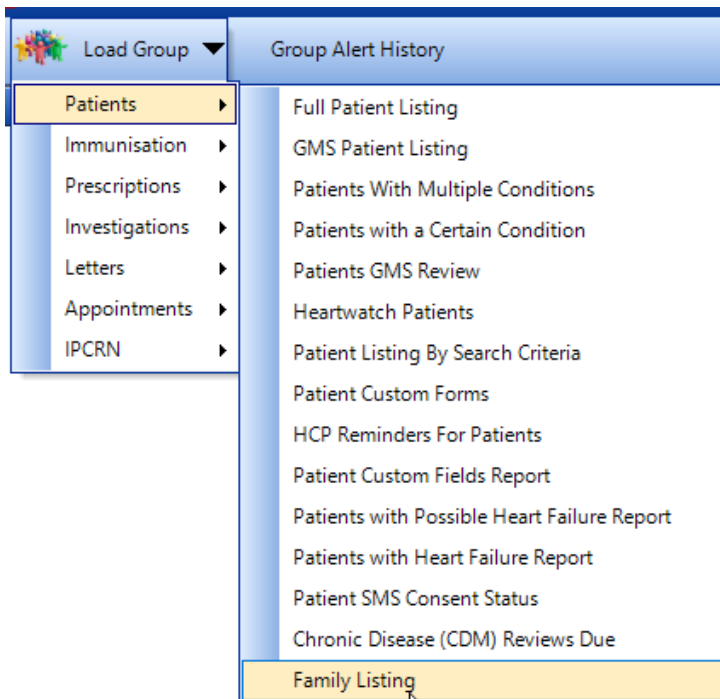 Load Group
Group Alert History
Patients
Immunisation
Prescriptions
Investigations
Letters
Appointments
IPCRN
Full Patient Listing
GMS Patient Listing
Patients With Multiple Conditions
Patients with a Certain Condition
Patients GMS Review
Heartwatch Patients
Patient Listing By Search Criteria
Patient Custom Forms
HCP Reminders For Patients
Patient Custom Fields Report
Patients with Possible Heart Failure Report
Patients with Heart Failure Report
Patient SMS Consent Status
Chronic Disease (CDM) Reviews Due
Family Listing